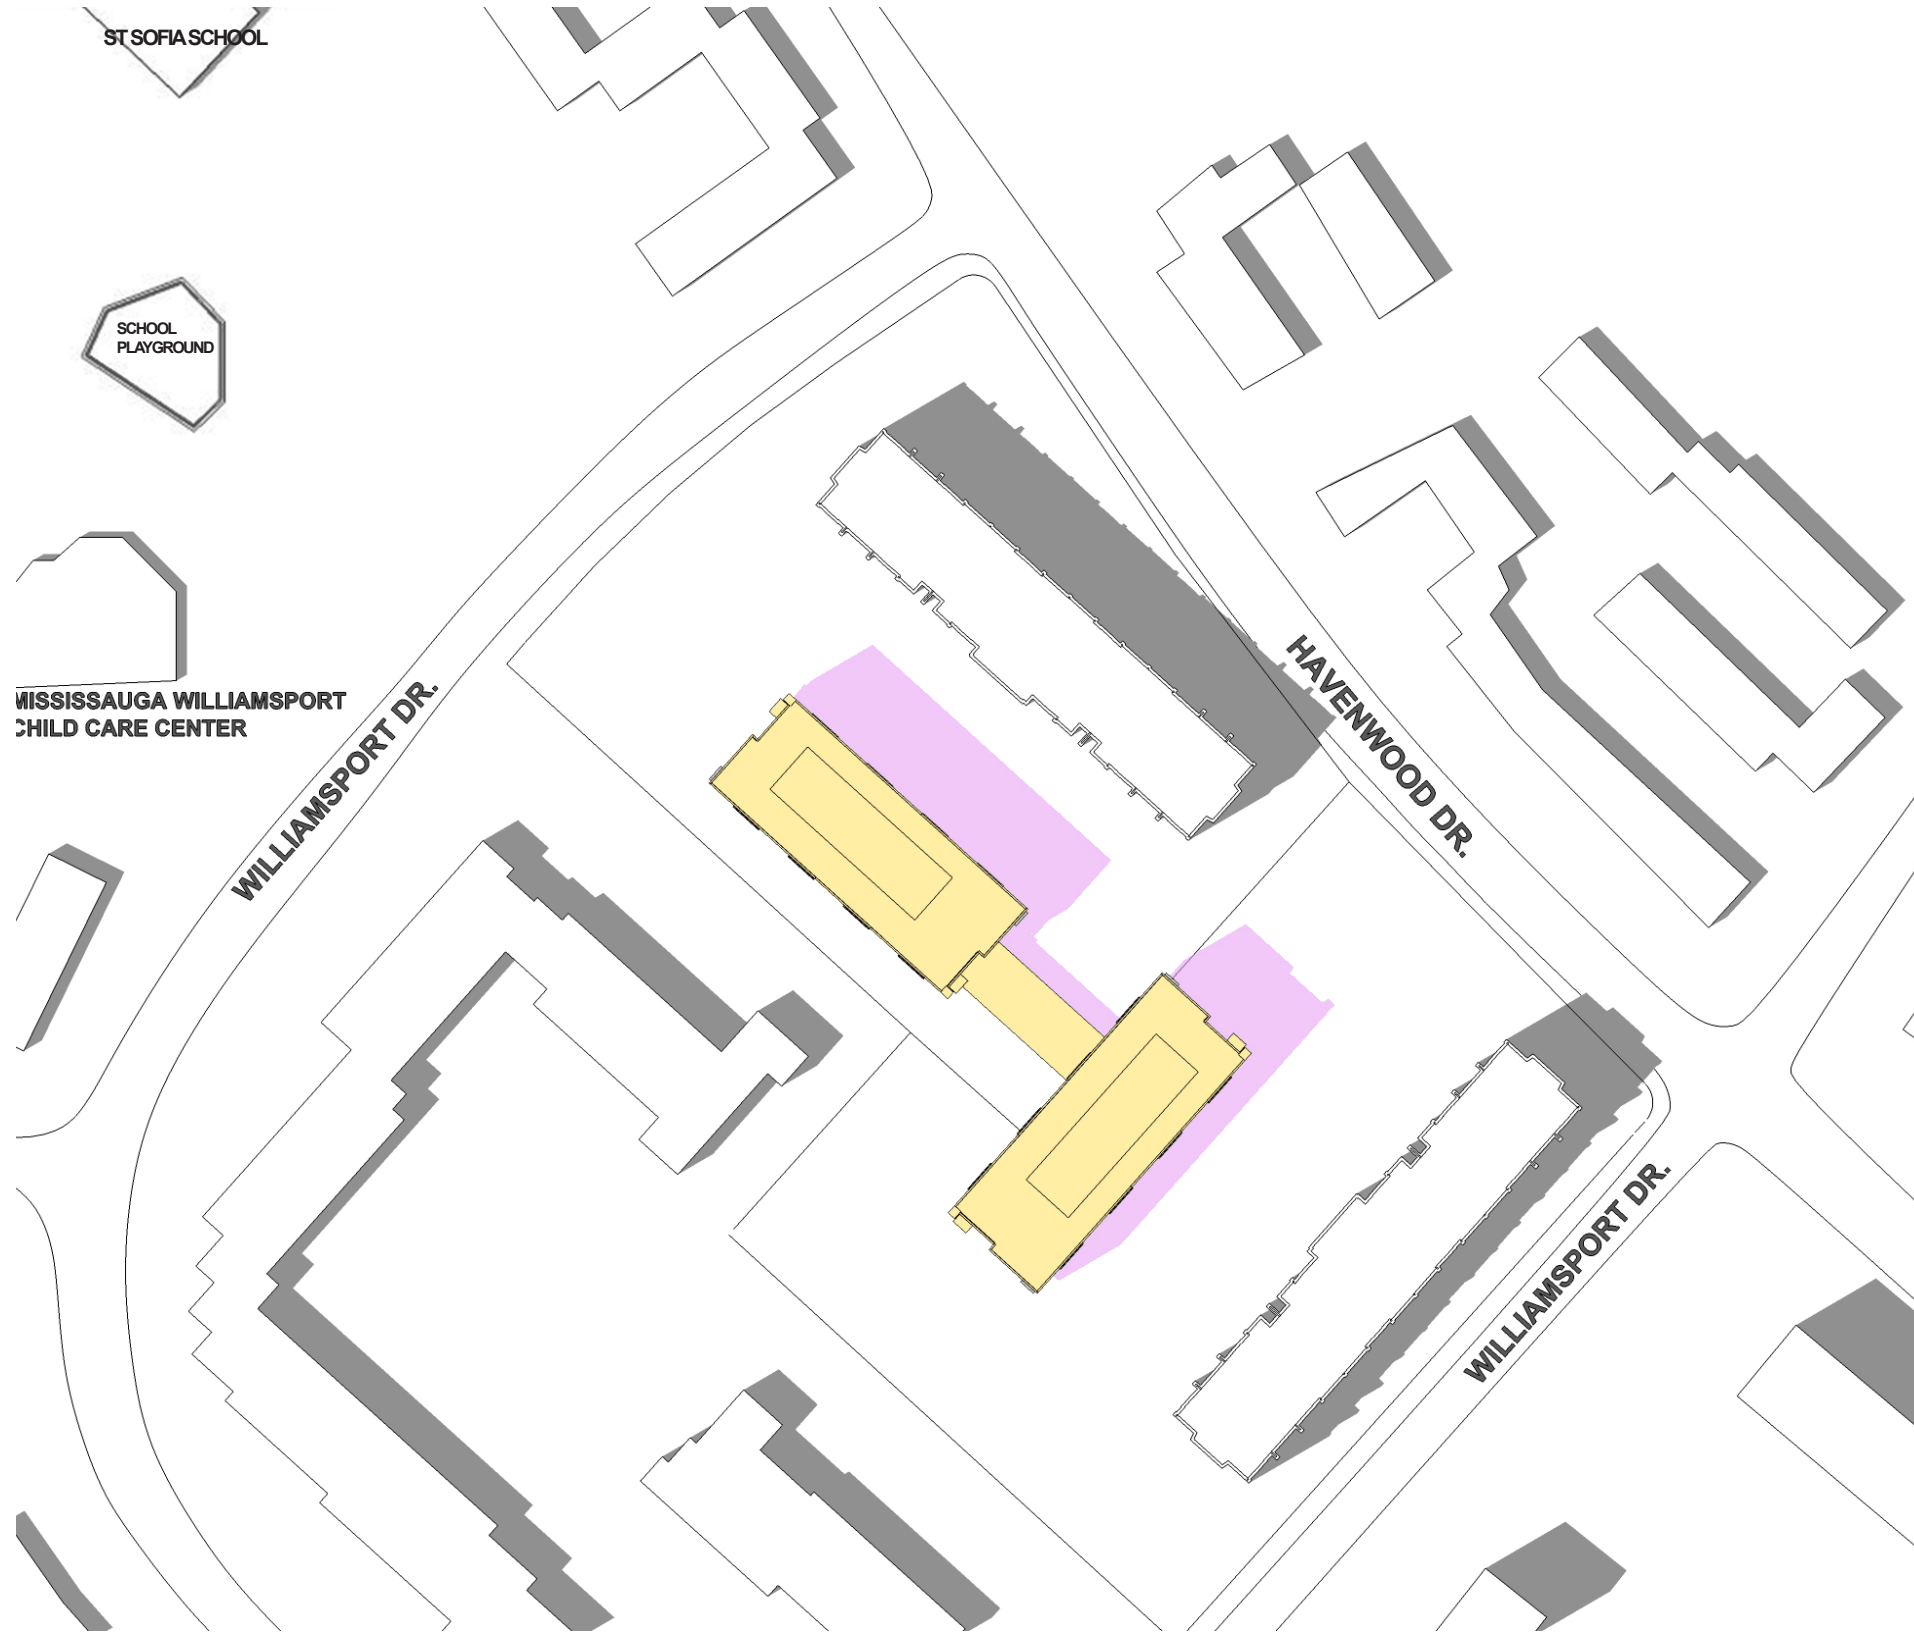 ST SOFIA SCHOOL
SCHOOL
PLAYGROUND
MISSISSAUGA WILLIAMSPORT
CHILD CARE CENTER
WILLIAMSPORT DR.
HAVENWOOD DR.
WILLIAMSPORT DR.